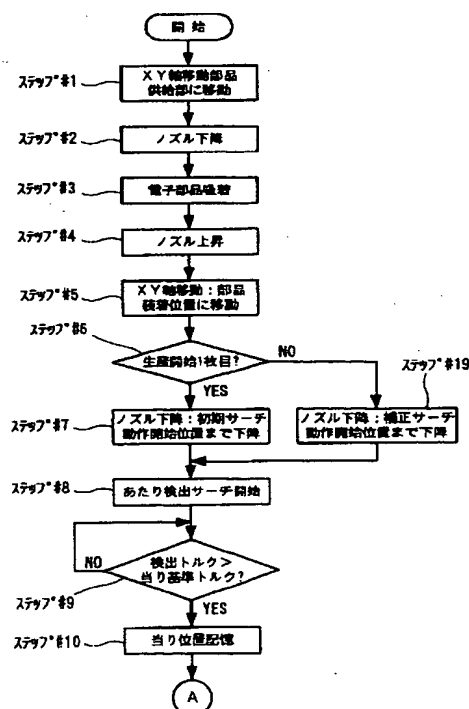 開 始
ステップ#1
XY軸移動部品
供給部に移動
ステップ#2
ノズル下降
ステップ#3
電子部品吸着
ステップ#4
ノズル上昇
ステップ#5
XY軸移動:部品
装着位置に移動
ステップ#6
生産開始1枚目?
NO
ステップ#19
YES
ステップ#7
ノズル下降:初期サーチ
動作開始位置まで下降
ノズル下降:補正サーチ
動作開始位置まで下降
ステップ#8
あたり検出サーチ開始
NO
検出トルク>
当り基準トルク?
ステップ#9
YES
ステップ#10
当り位置記憶
A